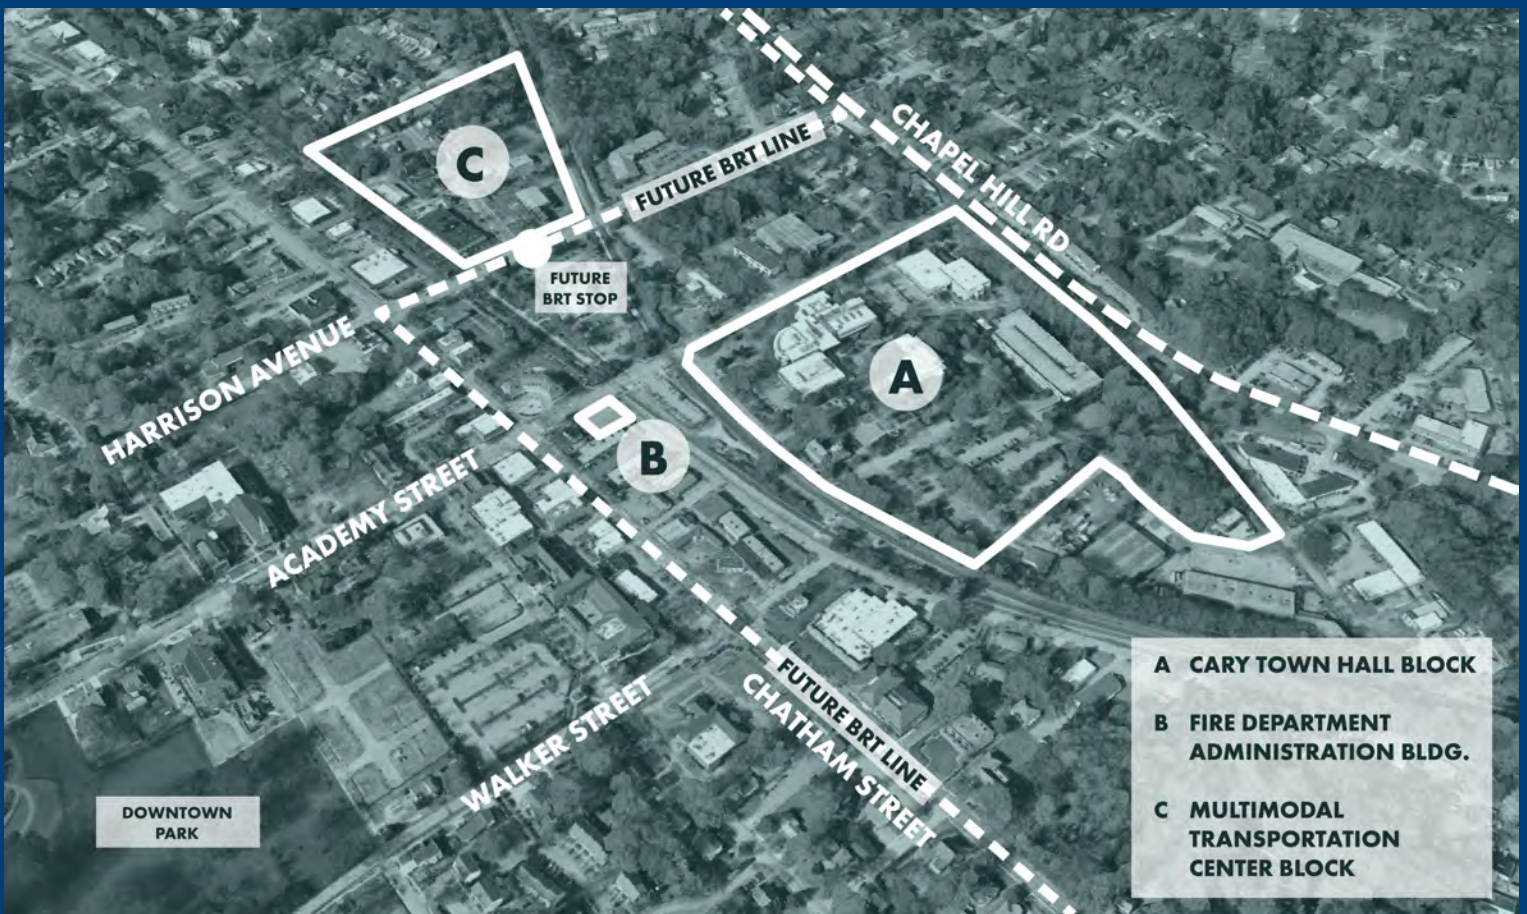 C
FUTURE BRT LINE
CHAPEL HILL RD
FUTURE
BRT STOP
A
HARRISON AVENUE
B
ACADEMY STREET
WALKER STREET
FUTURE BRT LINE
CHATHAM STREET
DOWNTOWN
PARK
A CARY TOWN HALL BLOCK
B FIRE DEPARTMENT
ADMINISTRATION BLDG.
C MULTIMODAL
TRANSPORTATION
CENTER BLOCK